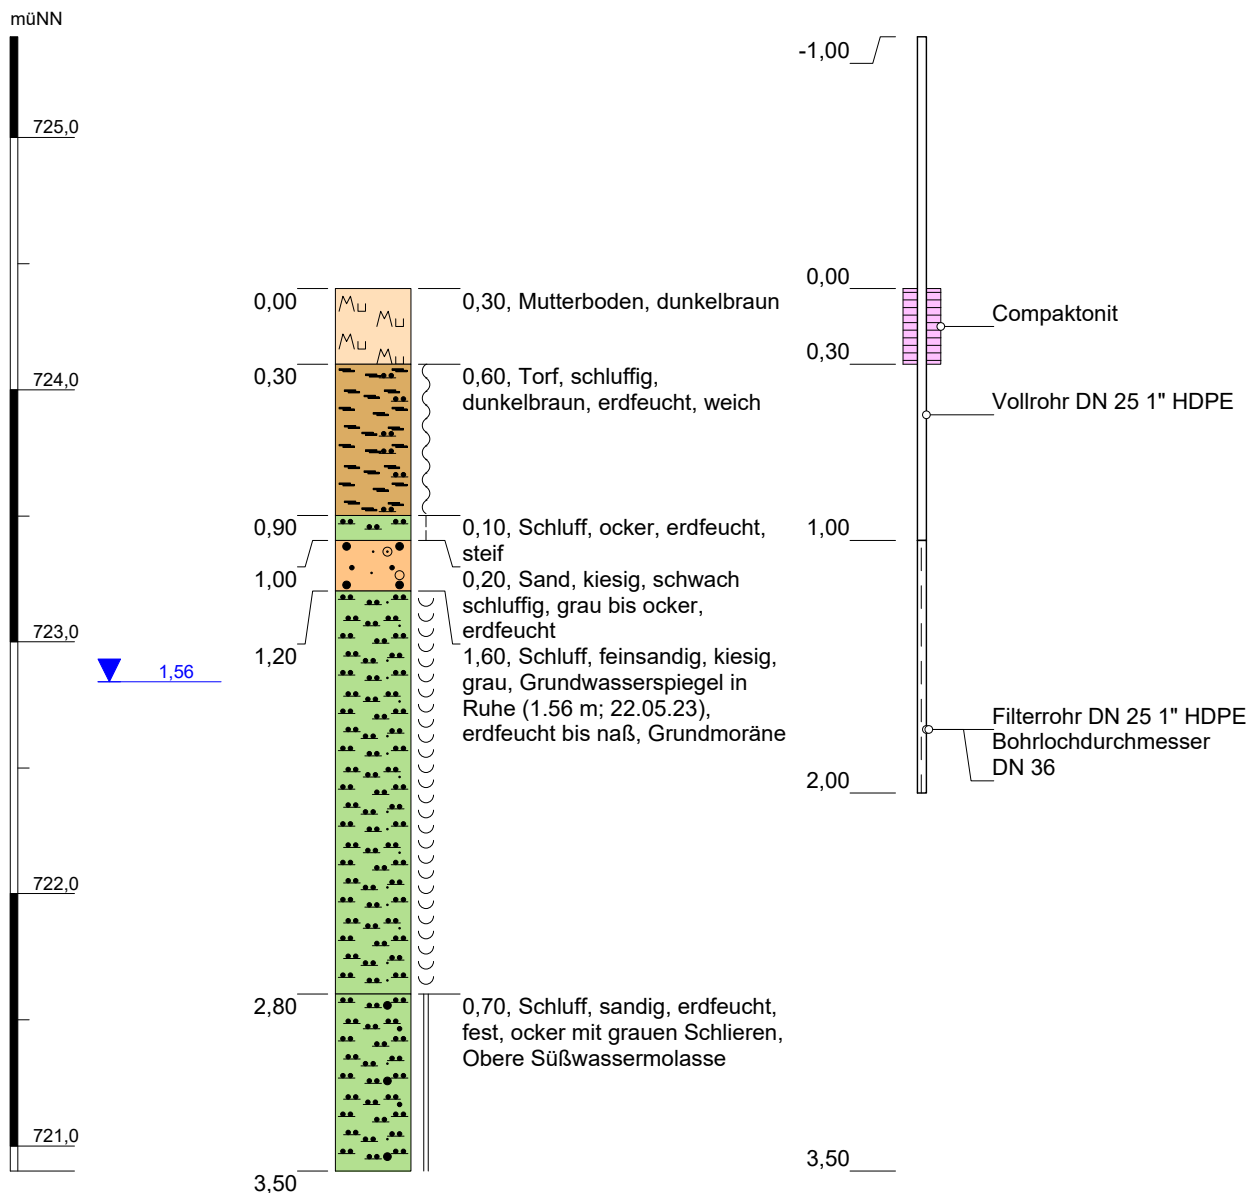 müNN
725,0
724,0
723,0
722,0
721,0
1,56
0,00
0,30
0,90
1,00
1,20
2,80
3,50
0,30, Mutterboden, dunkelbraun
0,60, Torf, schluffig,
dunkelbraun, erdfeucht, weich
0,10, Schluff, ocker, erdfeucht,
steif
0,20, Sand, kiesig, schwach
schluffig, grau bis ocker,
erdfeucht
1,60, Schluff, feinsandig, kiesig,
grau, Grundwasserspiegel in
Ruhe (1.56 m; 22.05.23),
erdfeucht bis naß, Grundmoräne
0,70, Schluff, sandig, erdfeucht,
fest, ocker mit grauen Schlieren,
Obere Süßwassermolasse
-1,00
0,00
0,30
1,00
2,00
3,50
Compaktonit
Vollrohr DN 25 1" HDPE
Filterrohr DN 25 1" HDPE
Bohrlochdurchmesser
DN 36